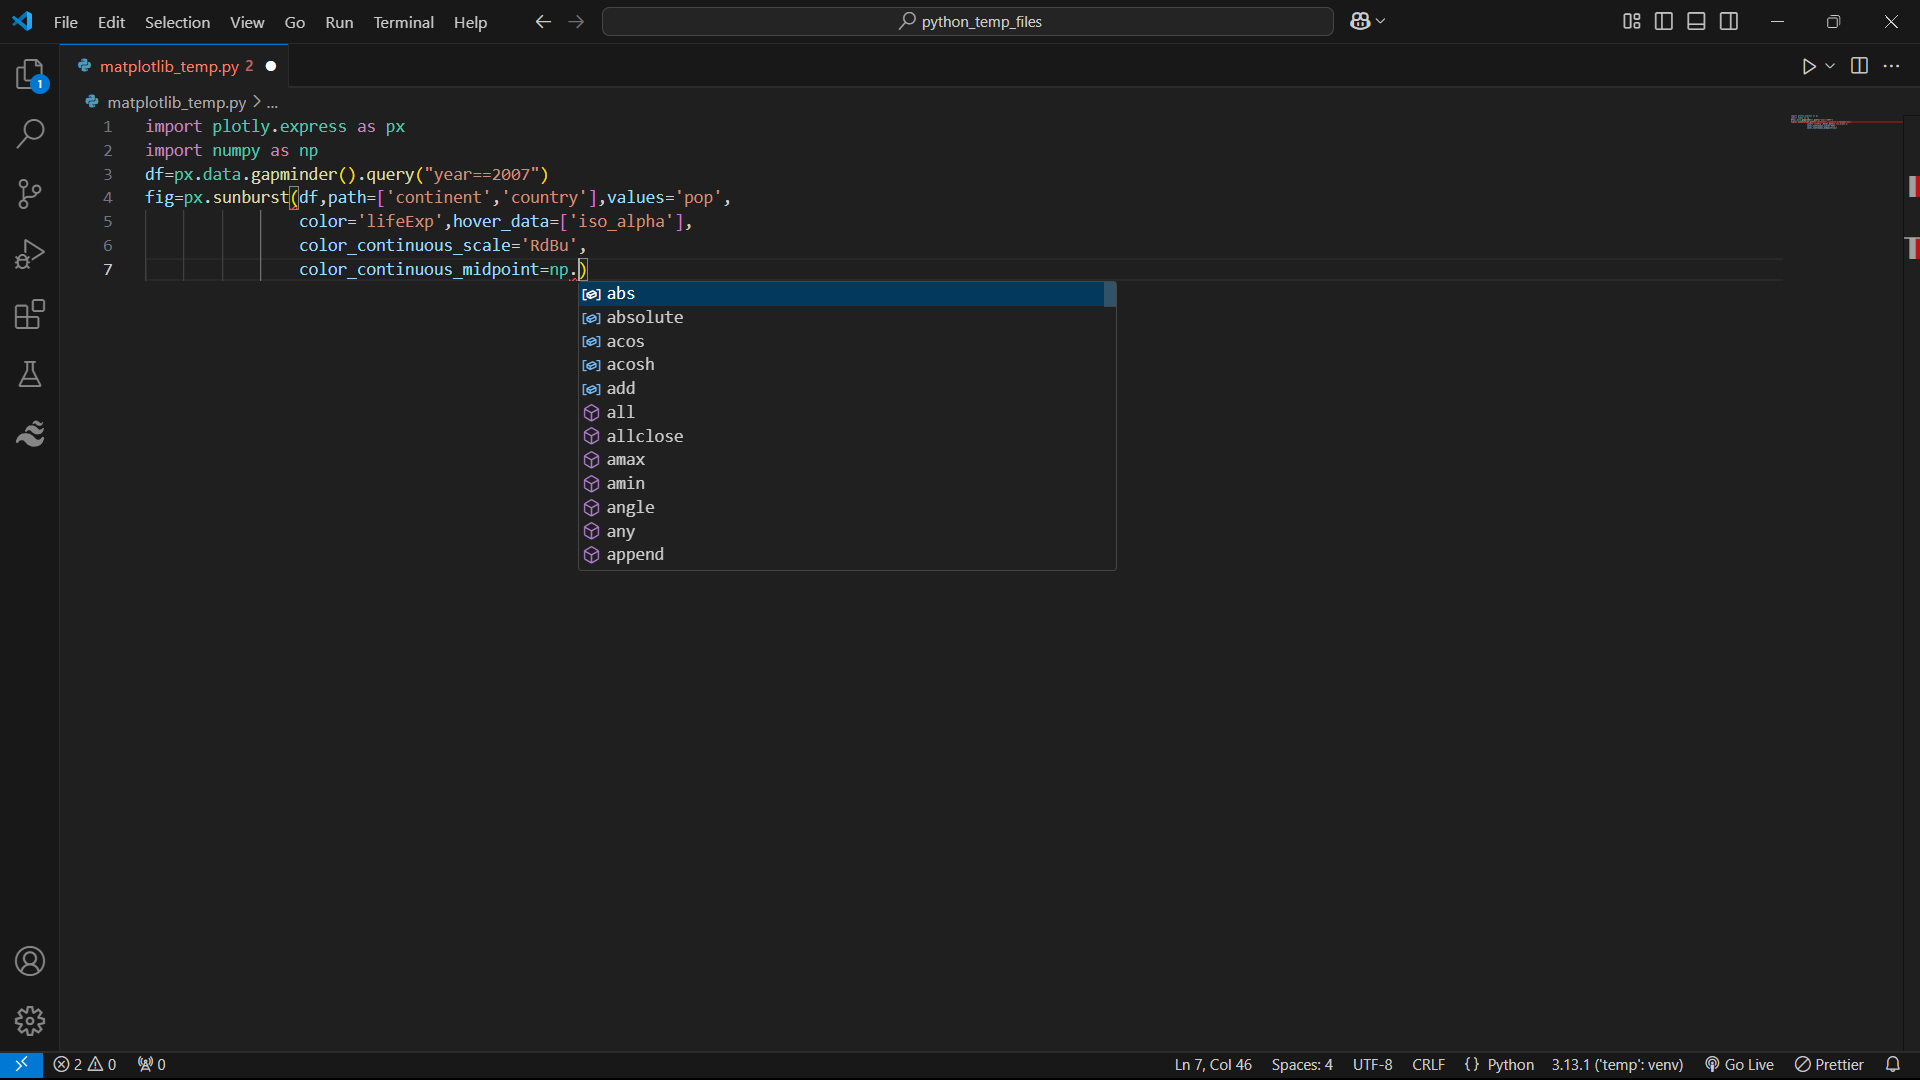 File Edit Selection View Go Run Terminal Help
python_temp_files
1
matplotlib_temp.py 2
matplotlib_temp.py > ...
1 import plotly.express as px
2 import numpy as np
3 df=px.data.gapminder().query("year==2007")
4 fig=px.sunburst(df,path=['continent','country'],values='pop',
5 color='lifeExp',hover_data=['iso_alpha'],
6 color_continuous_scale='RdBu',
7 color_continuous_midpoint=np.)
abs
absolute
acos
acosh
add
all
allclose
amax
amin
angle
any
append
2 0 0 Ln 7, Col 46 Spaces: 4 UTF-8 CRLF {} Python 3.13.1 ('temp': venv) Go Live Prettier